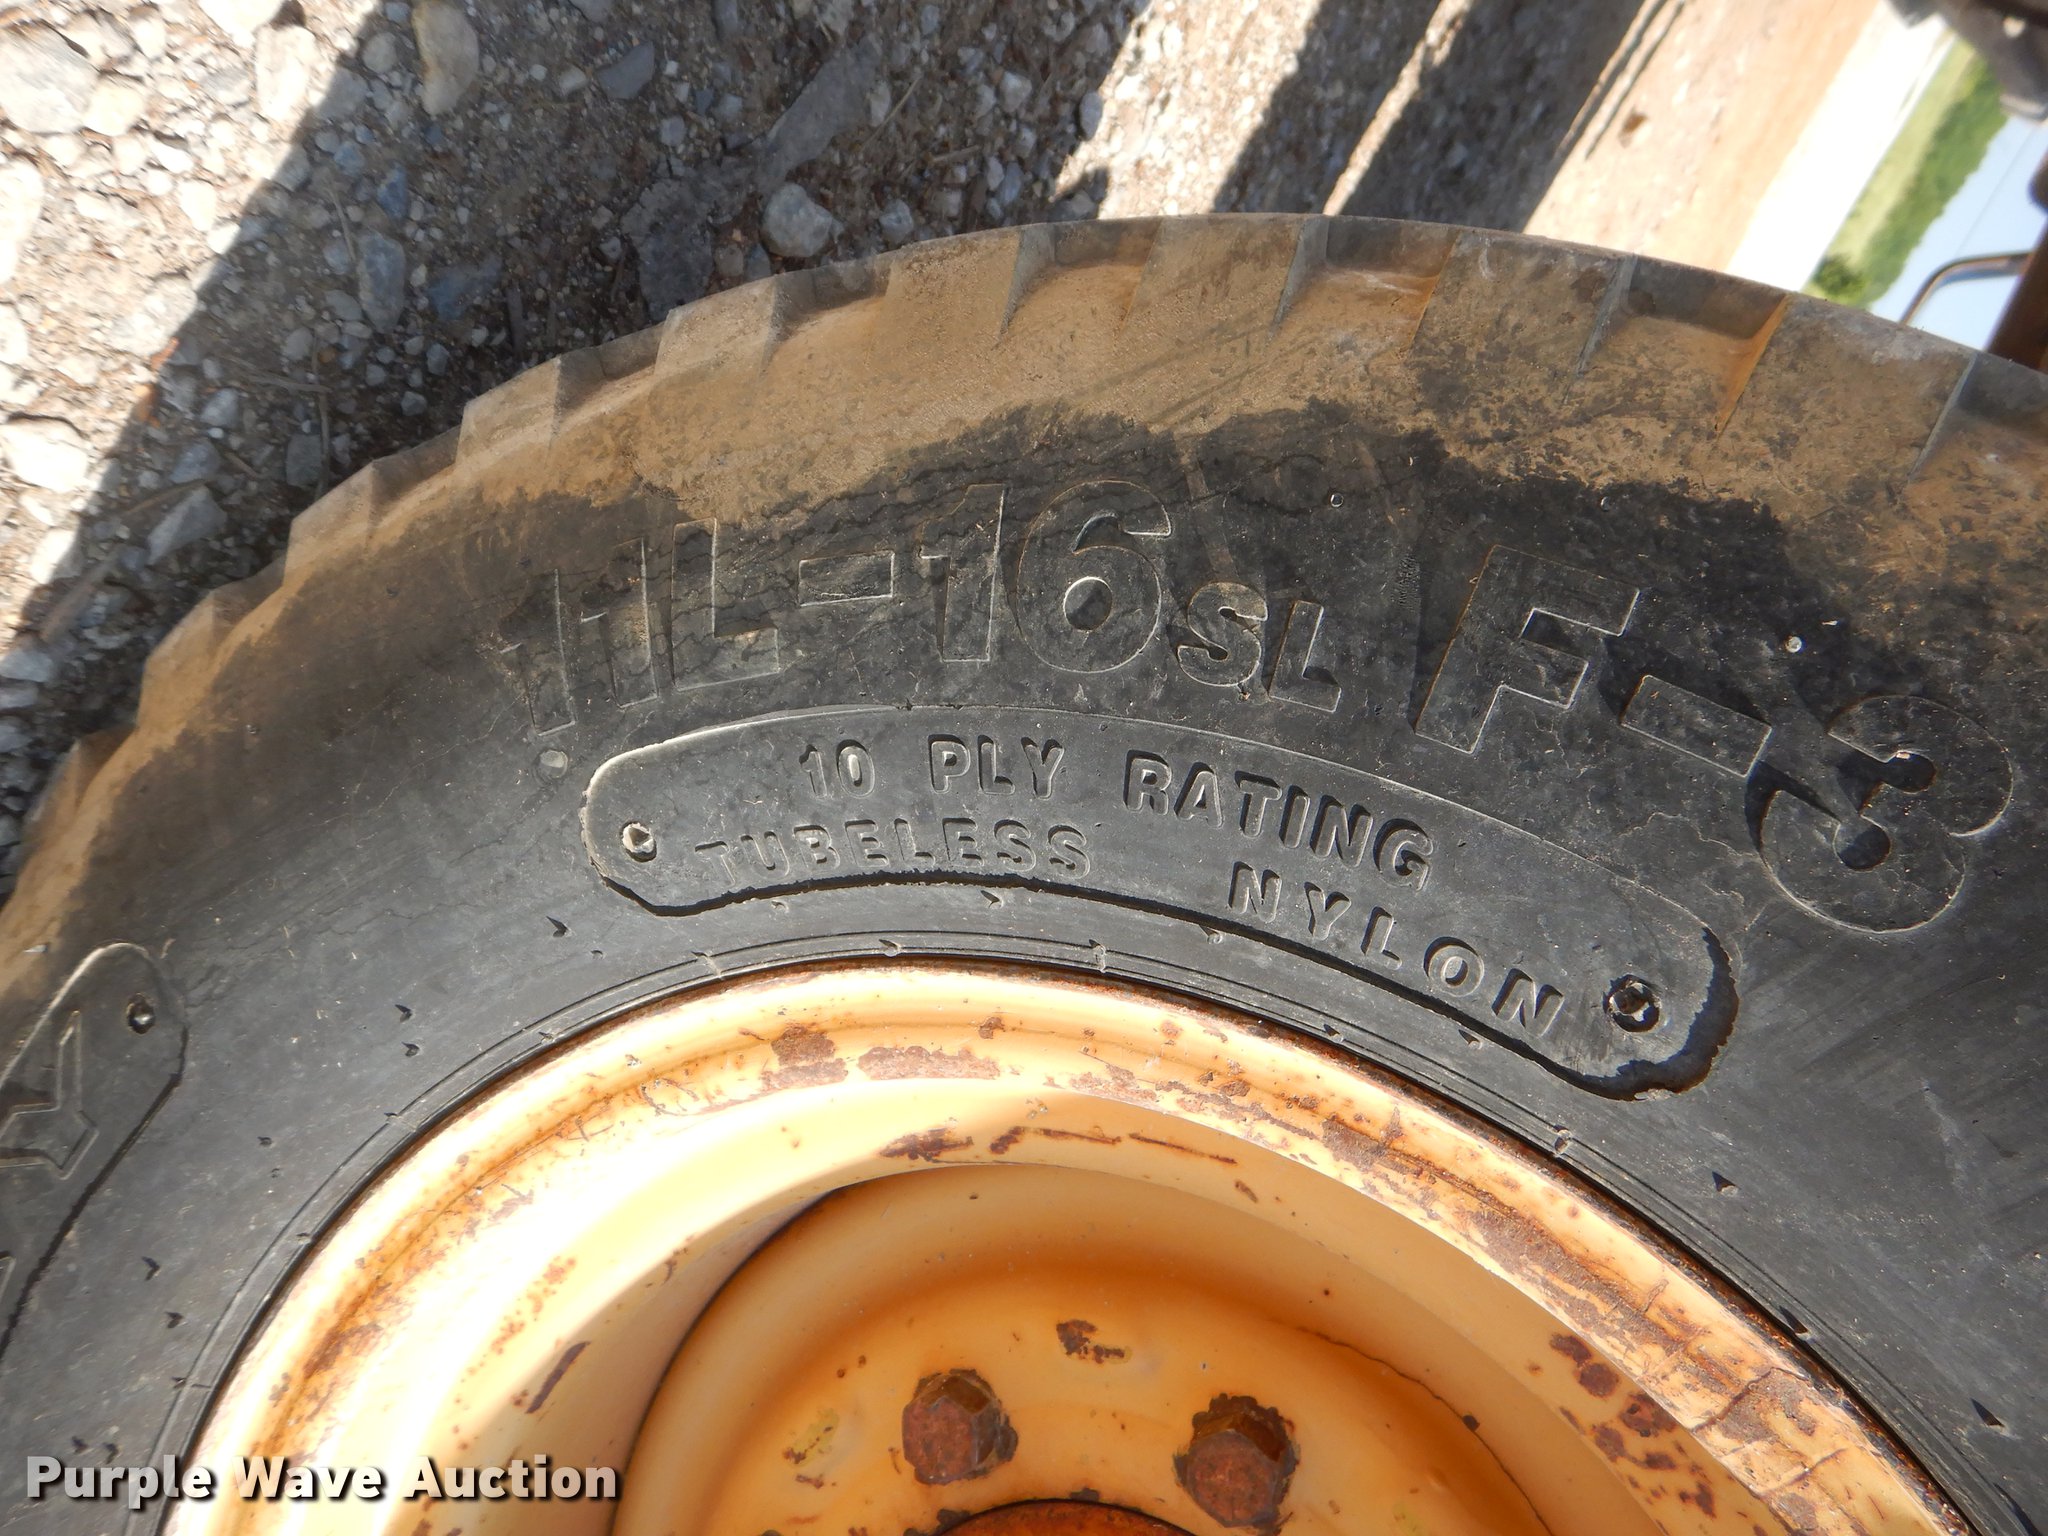 11L-16SL F-3
10 PLY RATING
TUBELESS NYLON
Purple Wave Auction